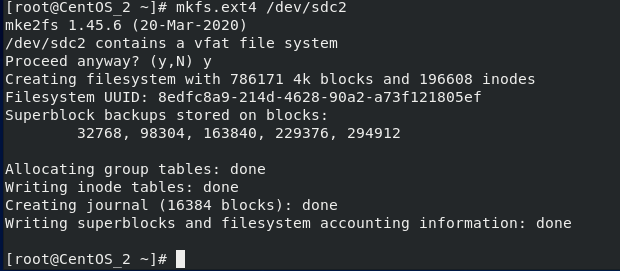 [root@CentOS_2 ~]# mkfs.ext4 /dev/sdc2
mke2fs 1.45.6 (20-Mar-2020)
/dev/sdc2 contains a vfat file system
Proceed anyway? (y,N) y
Creating filesystem with 786171 4k blocks and 196608 inodes
Filesystem UUID: 8edfc8a9-214d-4628-90a2-a73f121805ef
Superblock backups stored on blocks:
        32768, 98304, 163840, 229376, 294912

Allocating group tables: done
Writing inode tables: done
Creating journal (16384 blocks): done
Writing superblocks and filesystem accounting information: done

[root@CentOS_2 ~]#